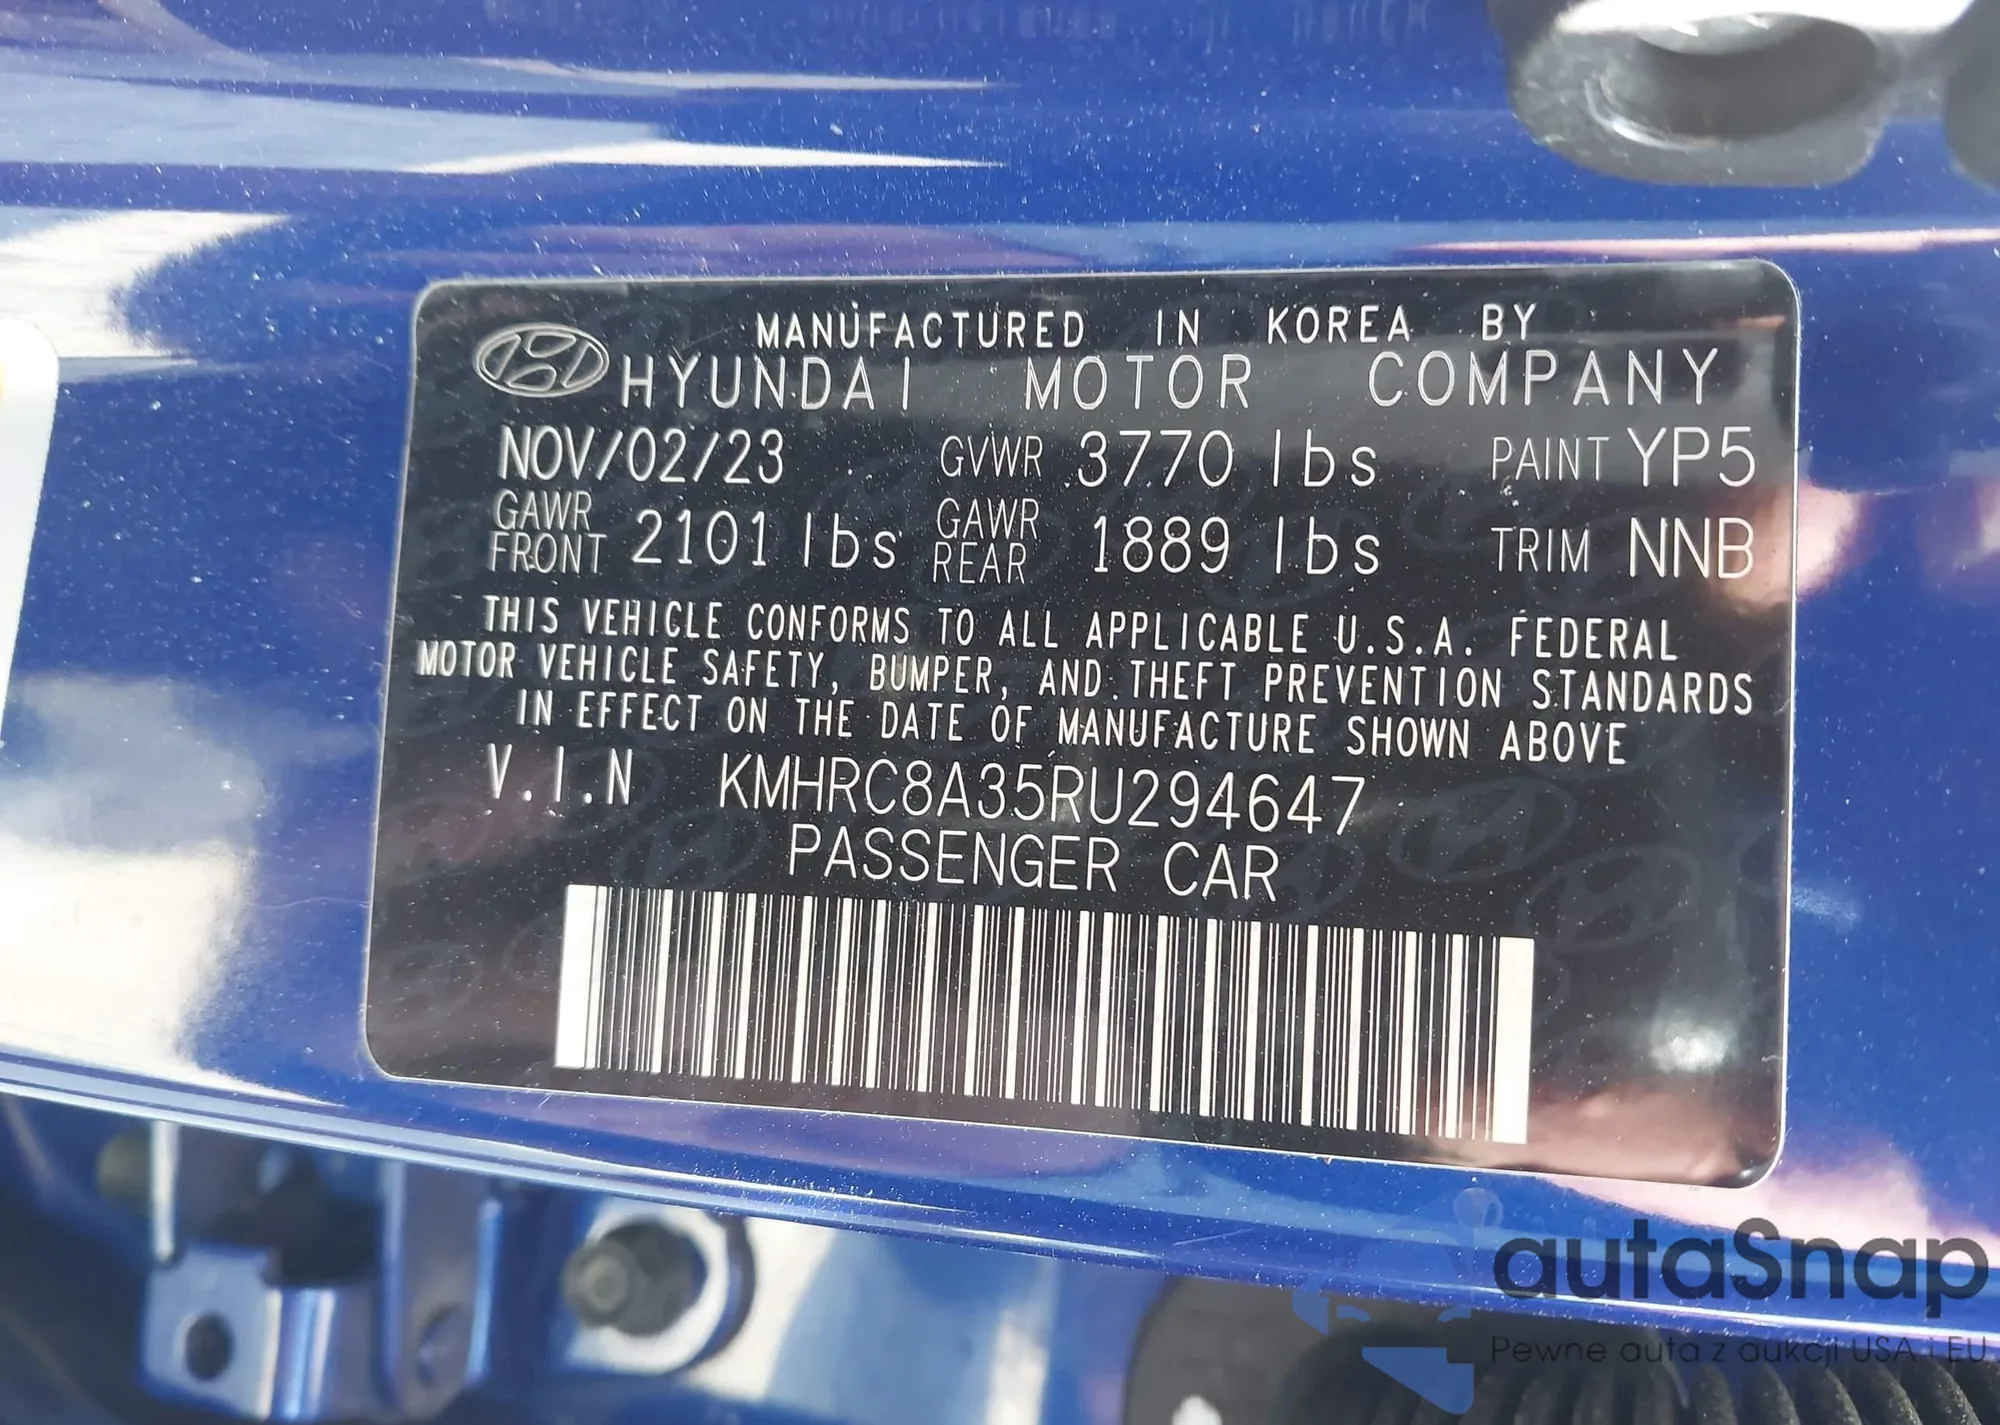 MANUFACTURED IN KOREA BY
HYUNDAI MOTOR COMPANY
NOV/02/23 GVWR 3770 lbs PAINT YP5
GAWR FRONT 2101 lbs GAWR REAR 1889 lbs TRIM NNB
THIS VEHICLE CONFORMS TO ALL APPLICABLE U.S.A. FEDERAL
MOTOR VEHICLE SAFETY, BUMPER, AND THEFT PREVENTION STANDARDS
IN EFFECT ON THE DATE OF MANUFACTURE SHOWN ABOVE
V.I.N KMHRC8A35RU294647
PASSENGER CAR
autaSnap
Pewne auta z aukcji USA i EU